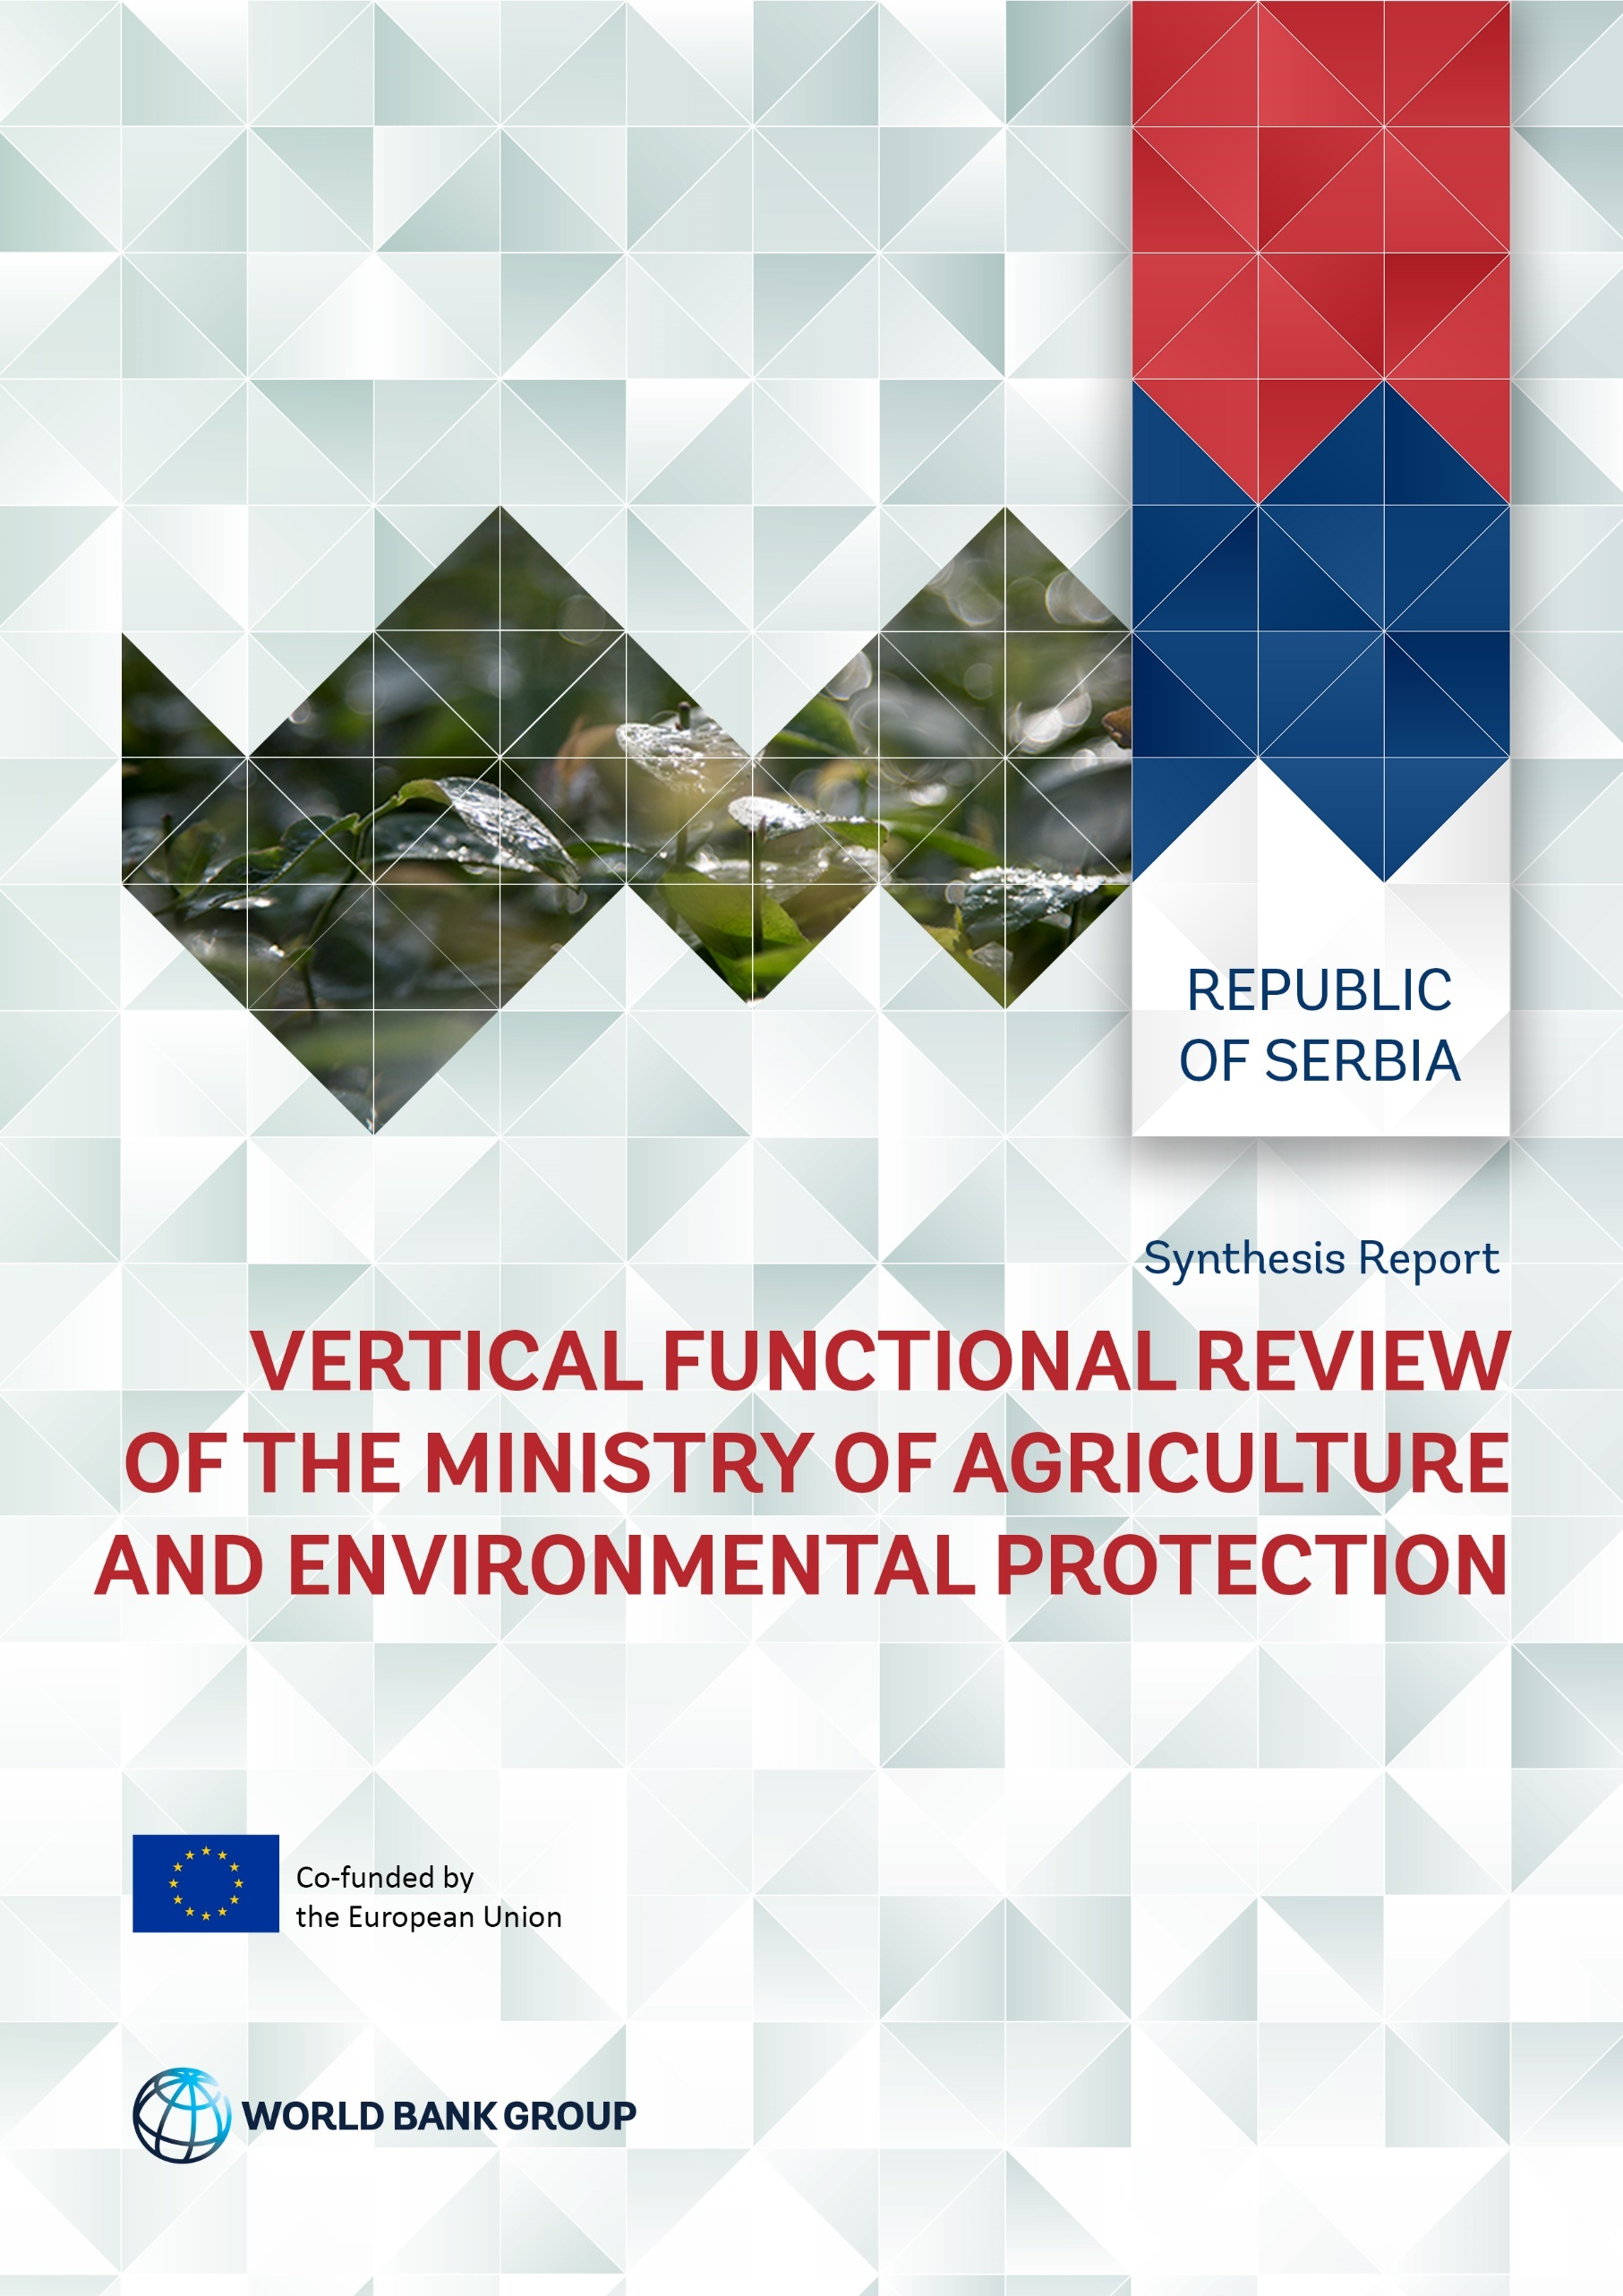 REPUBLIC
OF SERBIA
Synthesis Report
VERTICAL FUNCTIONAL REVIEW
OF THE MINISTRY OF AGRICULTURE
AND ENVIRONMENTAL PROTECTION
Co-funded by
the European Union
WORLD BANK GROUP